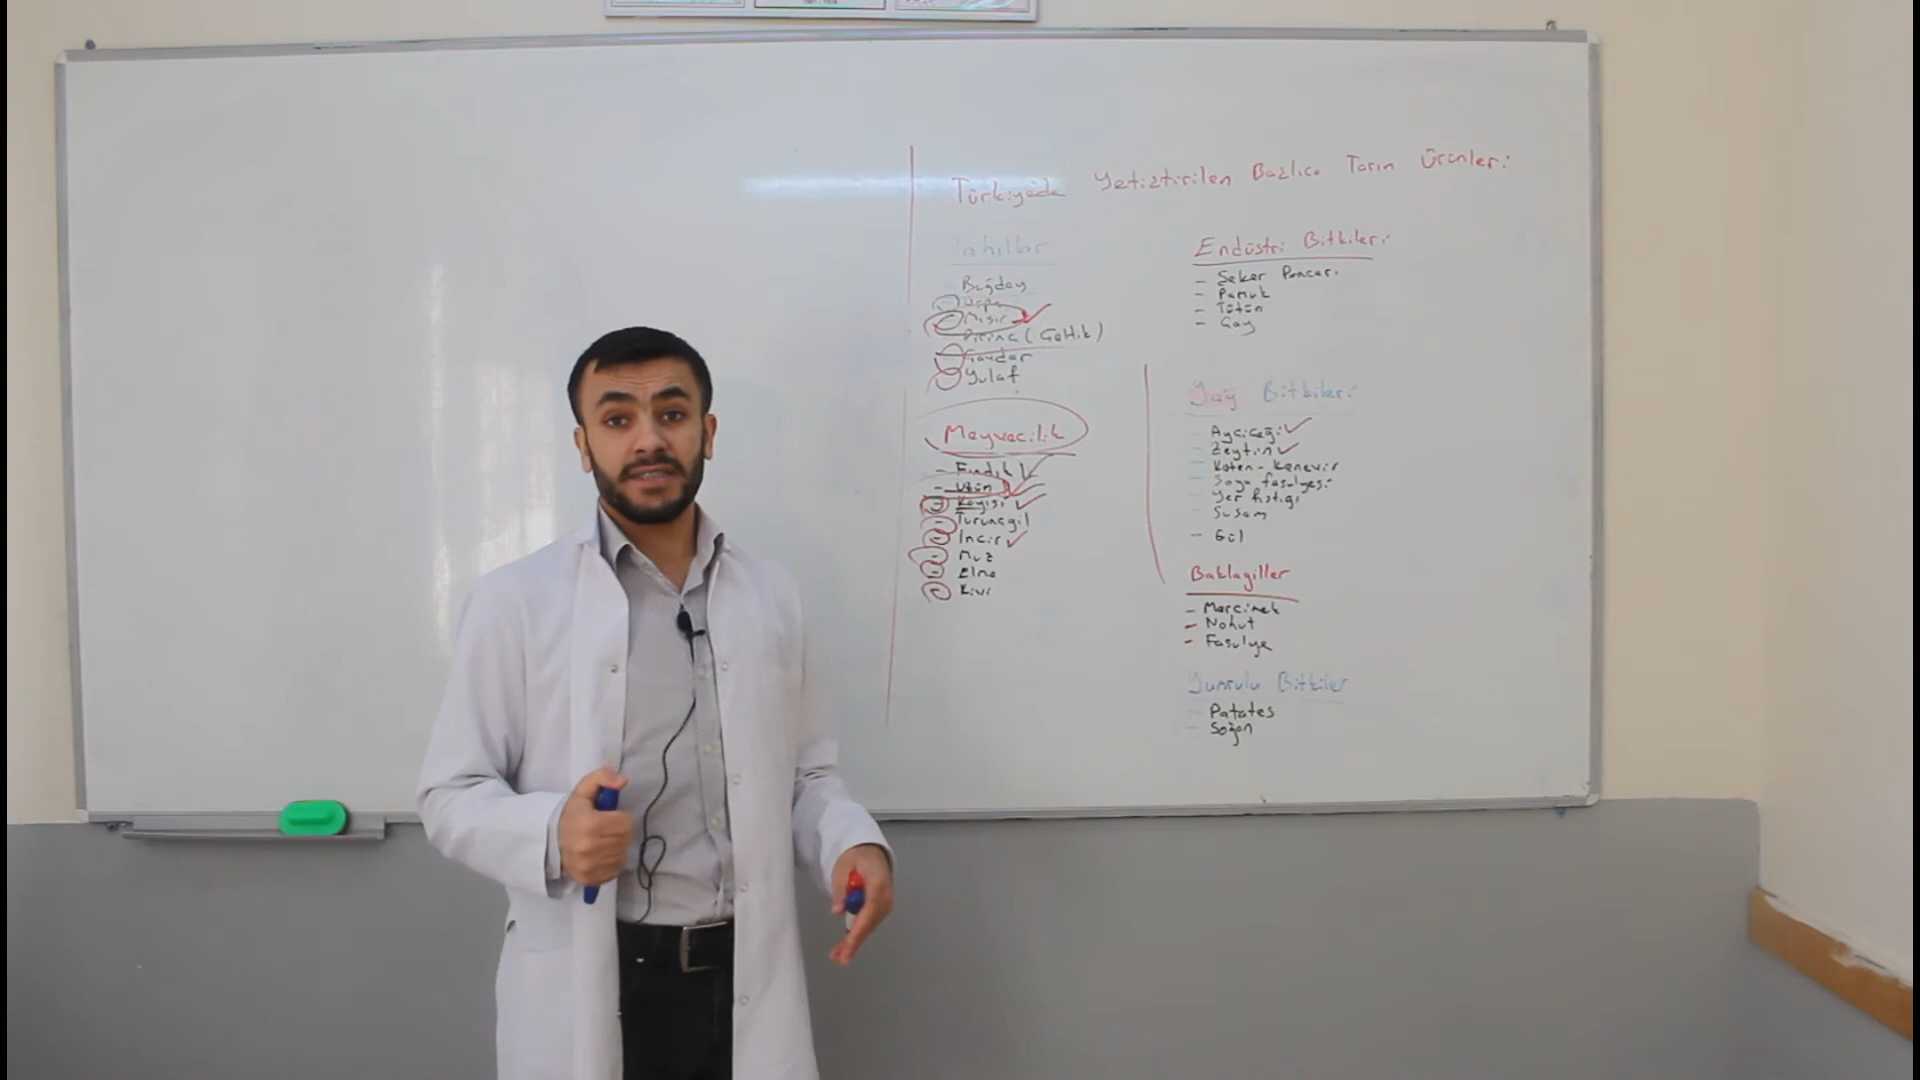 Türkiyede Yetiştirilen Başlıca Tarım Ürünleri
Tahıllar
Buğday
Arpa
Mısır
Pirinç (Çeltik)
Çavdar
Yulaf
Meyvecilik
- Fındık
- Üzüm
- Kayısı
- Turunçgil
- İncir
- Muz
- Elma
- Kivi
Endüstri Bitkileri
- Şeker Pancarı
- Pamuk
- Tütün
- Çay
Yağ Bitkileri
- Ayçiçeği
- Zeytin
- Keten - Kenevir
- Soya fasulyesi
- Yer fıstığı
- Susam
- Gül
Baklagiller
- Mercimek
- Nohut
- Fasulye
Yumrulu Bitkiler
- Patates
- Soğan